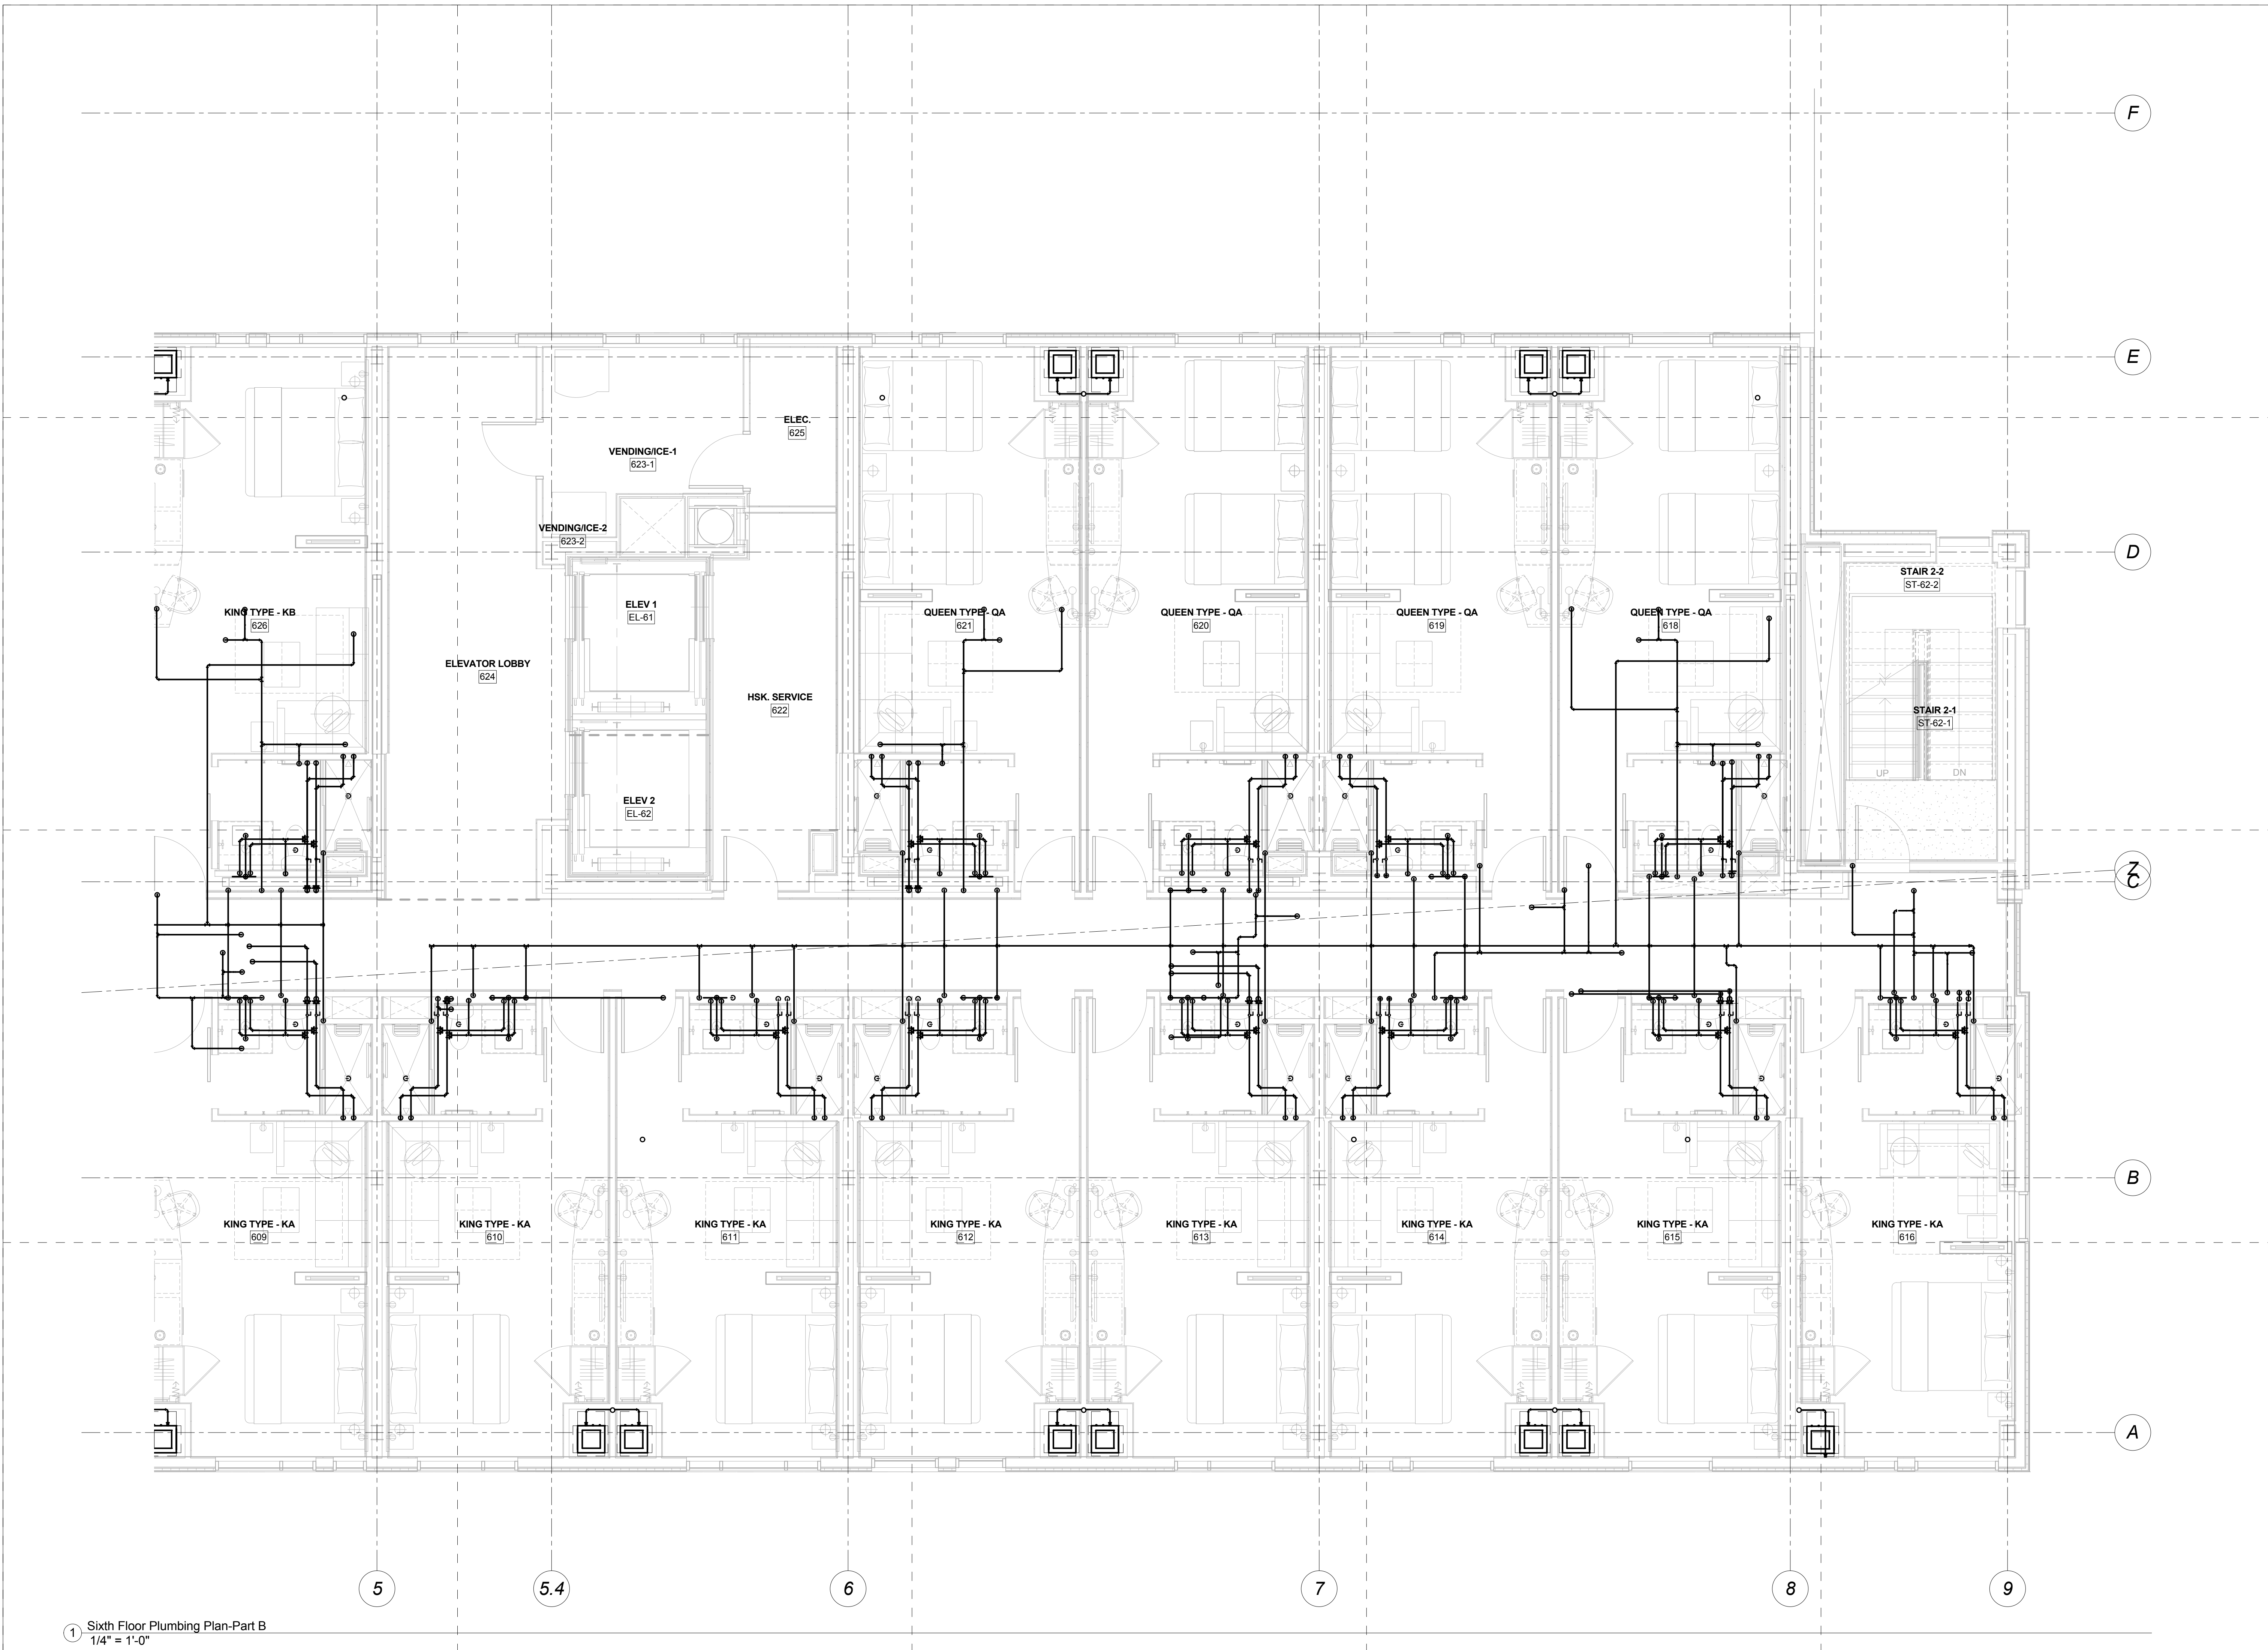 F
E
ELEC.
625
VENDING/ICE-1
623-1
VENDING/ICE-2
623-2
D
STAIR 2-2
ST-62-2
ELEV 1
EL-61
KING TYPE - KB
626
QUEEN TYPE - QA
621
QUEEN TYPE - QA
620
QUEEN TYPE - QA
619
QUEEN TYPE - QA
618
ELEVATOR LOBBY
624
HSK. SERVICE
622
STAIR 2-1
ST-62-1
UP
DN
ELEV 2
EL-62
Z
C
B
KING TYPE - KA
609
KING TYPE - KA
610
KING TYPE - KA
611
KING TYPE - KA
612
KING TYPE - KA
613
KING TYPE - KA
614
KING TYPE - KA
615
KING TYPE - KA
616
A
5
5.4
6
7
8
9
1
Sixth Floor Plumbing Plan-Part B
1/4" = 1'-0"